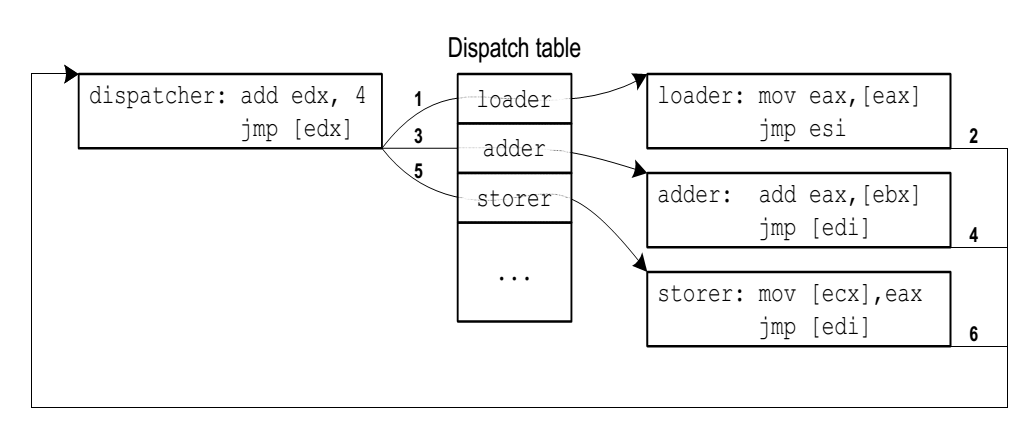 Dispatch table
dispatcher: add edx, 4
jmp [edx]
1
3
5
loader
adder
storer
...
loader: mov eax,[eax]
jmp esi
2
adder: add eax,[ebx]
jmp [edi]
4
storer: mov [ecx],eax
jmp [edi]
6